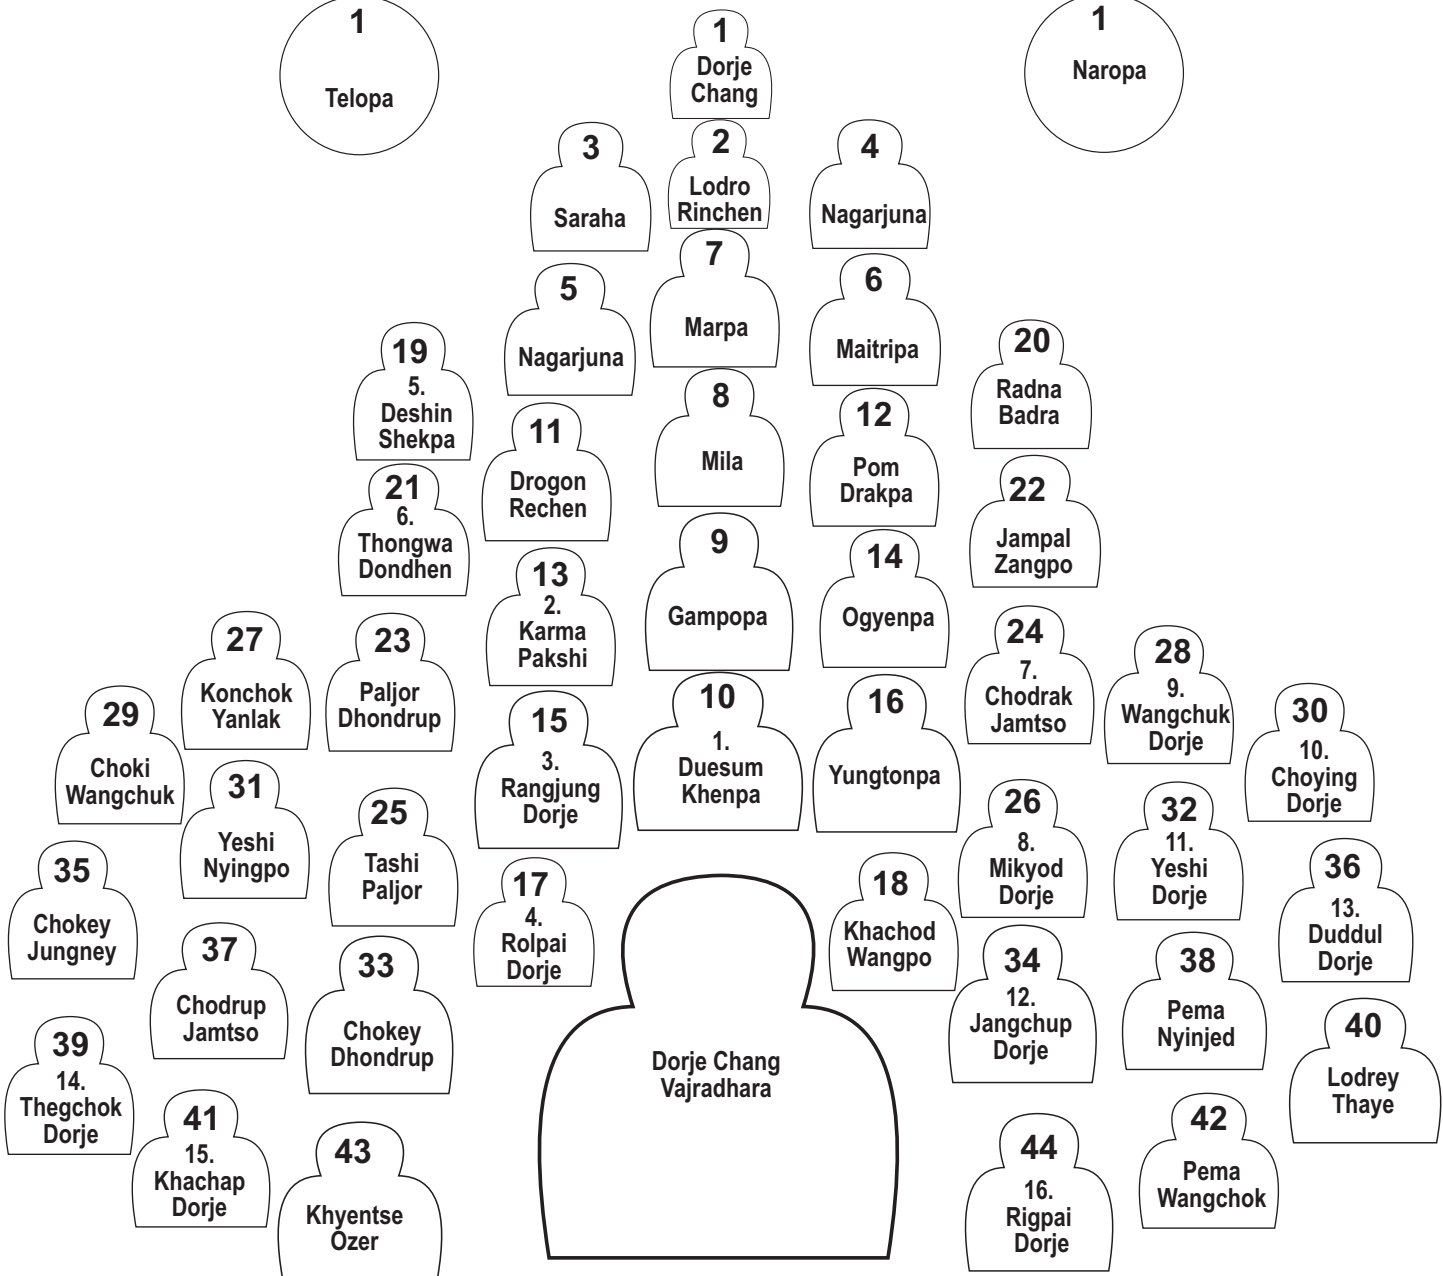 1
Telopa
1
Dorje
Chang
1
Naropa
2
Lodro
Rinchen
3
Saraha
4
Nagarjuna
5
Nagarjuna
7
Marpa
6
Maitripa
19
5.
Deshin
Shekpa
11
Drogon
Rechen
8
Mila
12
Pom
Drakpa
20
Radna
Badra
21
6.
Thongwa
Dondhen
13
2.
Karma
Pakshi
9
Gampopa
14
Ogyenpa
22
Jampal
Zangpo
27
Konchok
Yanlak
23
Paljor
Dhondrup
15
3.
Rangjung
Dorje
10
1.
Duesum
Khenpa
16
Yungtonpa
24
7.
Chodrak
Jamtso
28
9.
Wangchuk
Dorje
30
10.
Choying
Dorje
29
Choki
Wangchuk
31
Yeshi
Nyingpo
25
Tashi
Paljor
17
4.
Rolpai
Dorje
18
Khachod
Wangpo
26
8.
Mikyod
Dorje
32
11.
Yeshi
Dorje
36
13.
Duddul
Dorje
35
Chokey
Jungney
37
Chodrup
Jamtso
33
Chokey
Dhondrup
Dorje Chang
Vajradhara
34
12.
Jangchup
Dorje
38
Pema
Nyinjed
40
Lodrey
Thaye
39
14.
Thegchok
Dorje
41
15.
Khachap
Dorje
43
Khyentse
Özer
44
16.
Rigpai
Dorje
42
Pema
Wangchok